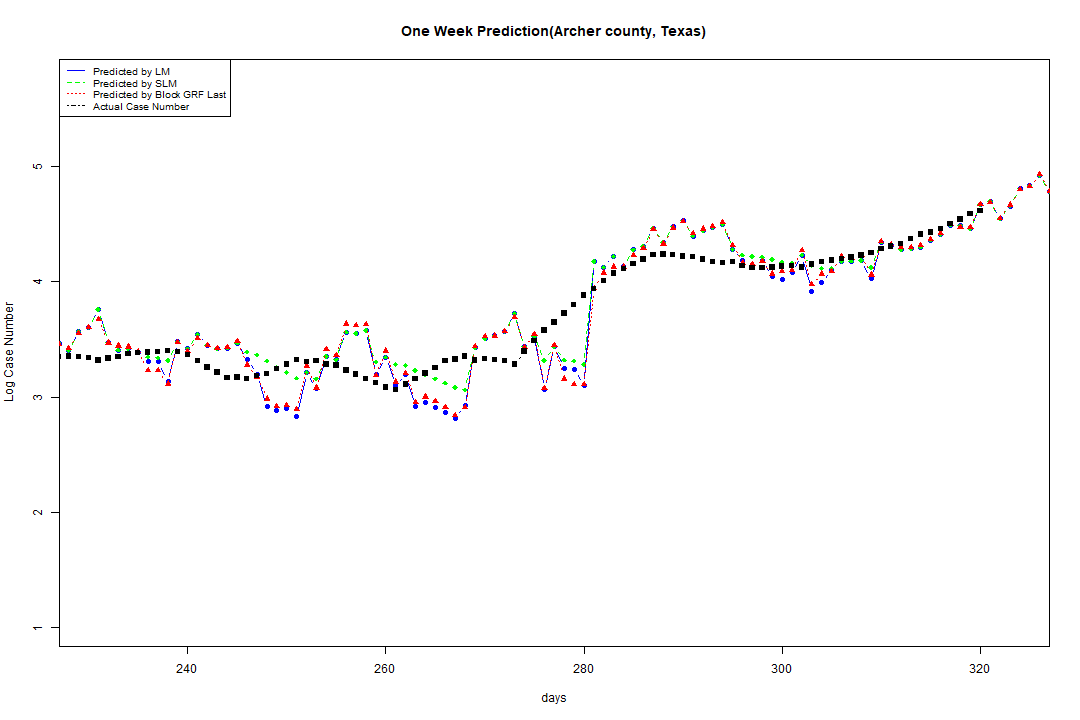 One Week Prediction(Archer county, Texas)
Predicted by LM
Predicted by SLM
Predicted by Block GRF Last
Actual Case Number
5
4
3
2
1
Log Case Number
240
260
280
300
320
days